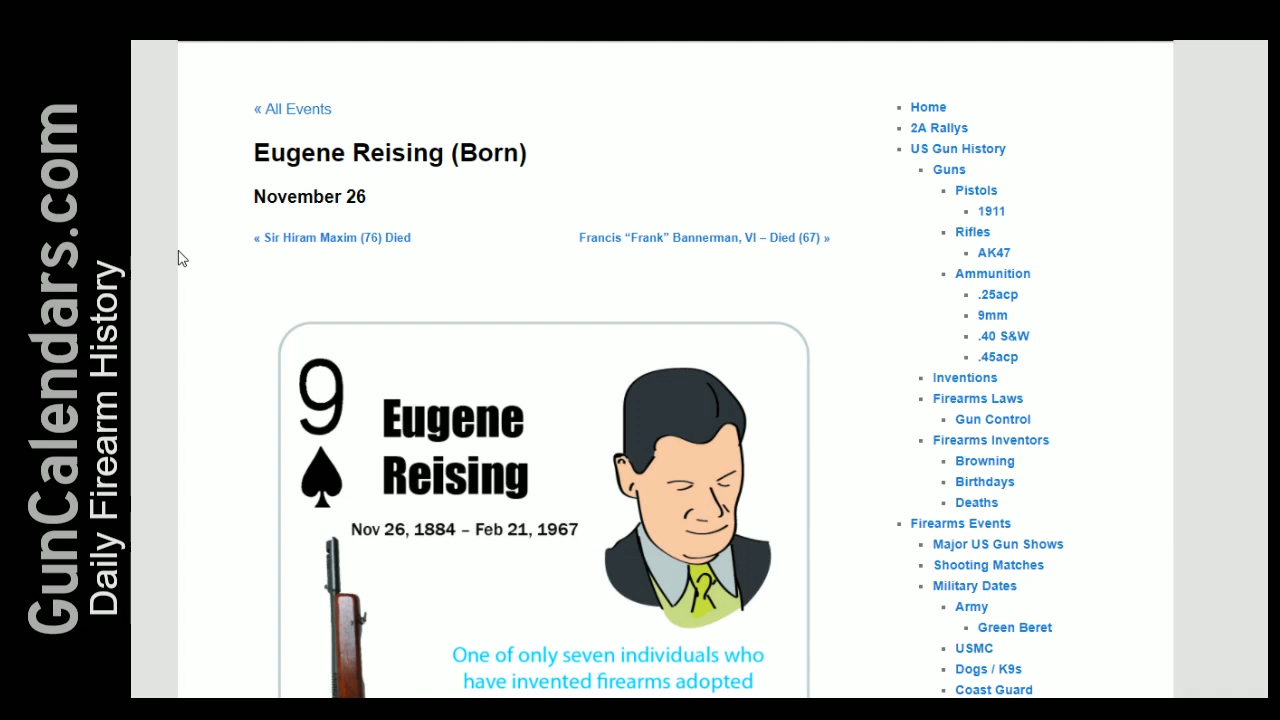 GunCalendars.com
Daily Firearm History
« All Events
Eugene Reising (Born)
November 26
« Sir Hiram Maxim (76) Died
Francis “Frank” Bannerman, VI – Died (67) »
9
Eugene
Reising
Nov 26, 1884 – Feb 21, 1967
One of only seven individuals who
have invented firearms adopted
Home
2A Rallys
US Gun History
Guns
Pistols
1911
Rifles
AK47
Ammunition
.25acp
9mm
.40 S&W
.45acp
Inventions
Firearms Laws
Gun Control
Firearms Inventors
Browning
Birthdays
Deaths
Firearms Events
Major US Gun Shows
Shooting Matches
Military Dates
Army
Green Beret
USMC
Dogs / K9s
Coast Guard